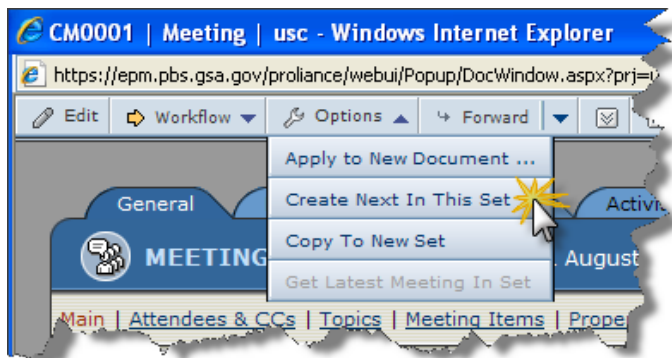 CM0001 | Meeting | usc - Windows Internet Explorer
https://epm.pbs.gsa.gov/proliance/webui/Popup/DocWindow.aspx?prj=
Edit Workflow Options Forward
Apply to New Document ...
Create Next In This Set
Copy To New Set
Get Latest Meeting In Set
General
MEETING August
Main | Attendees & CCs | Topics | Meeting Items |